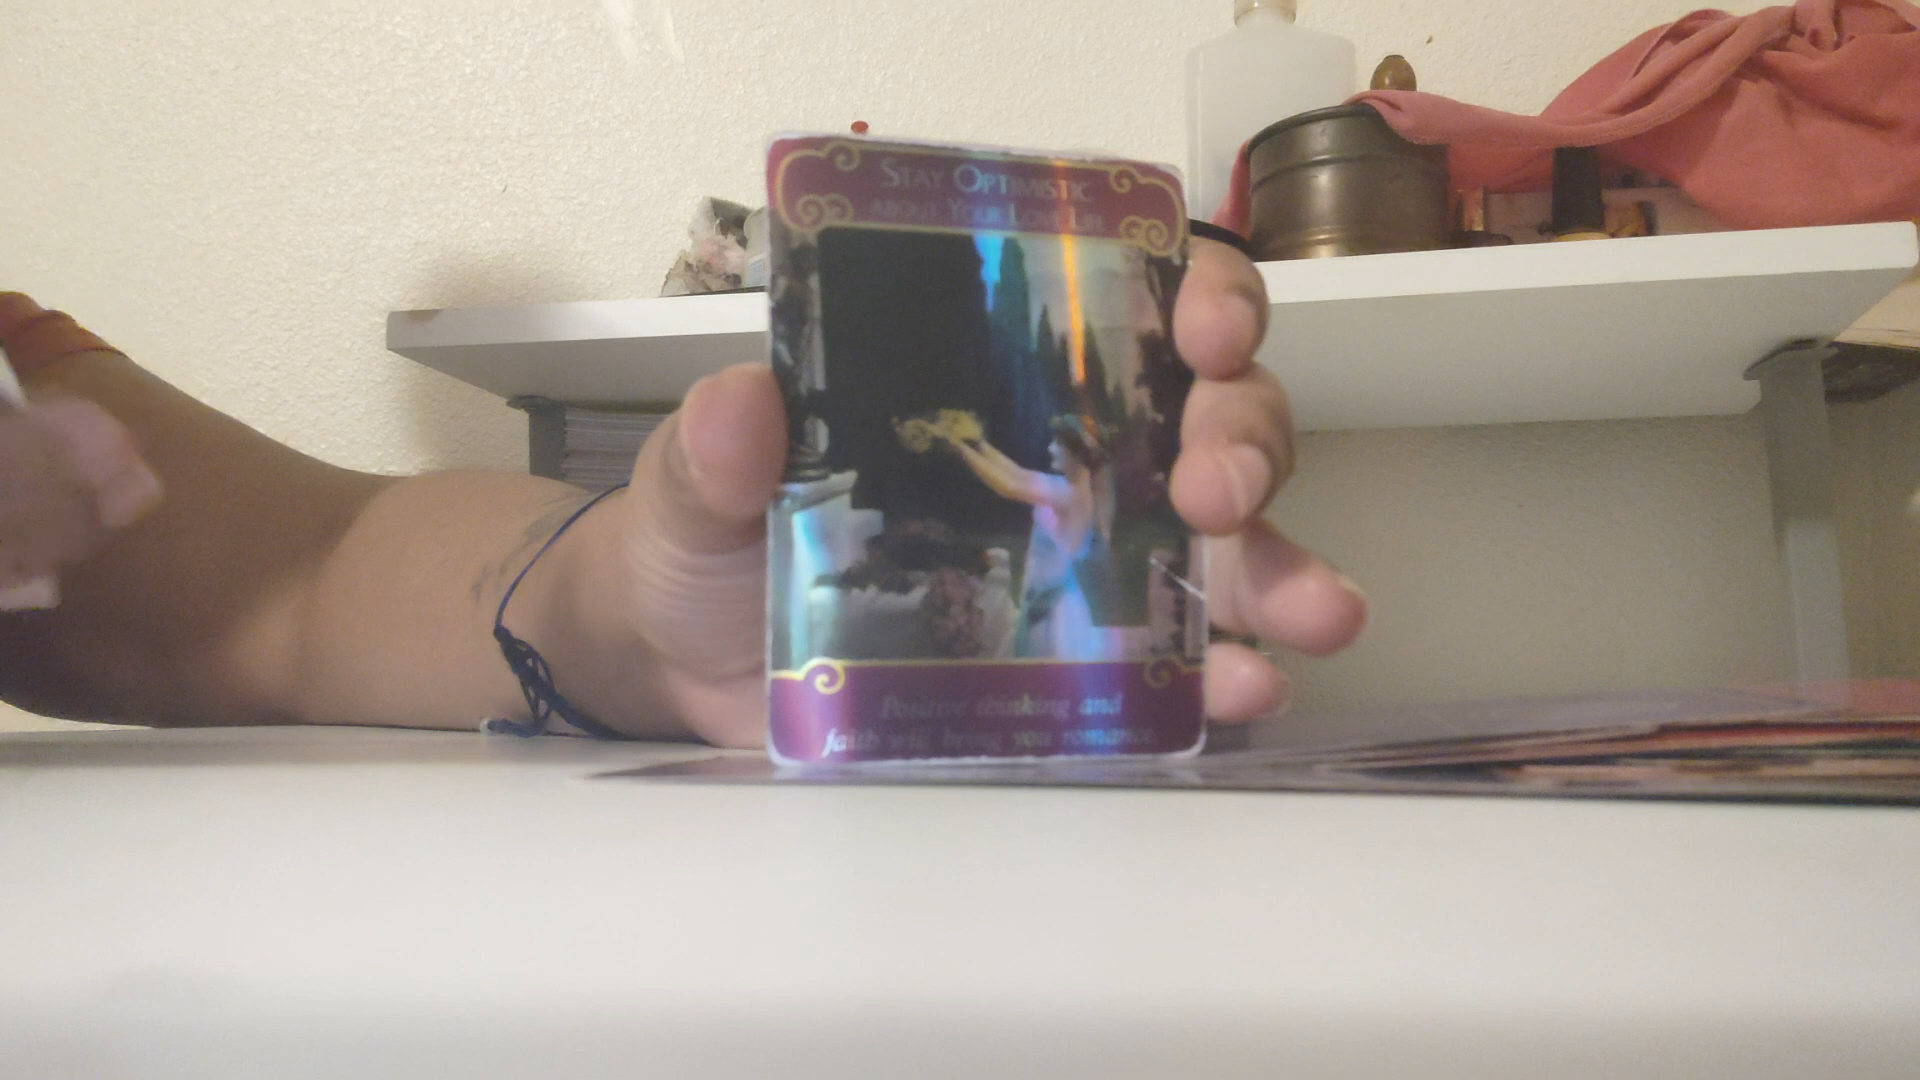 STAY OPTIMISTIC
ABOUT YOUR LOVE LIFE
Positive thinking and
faith will bring you romance.